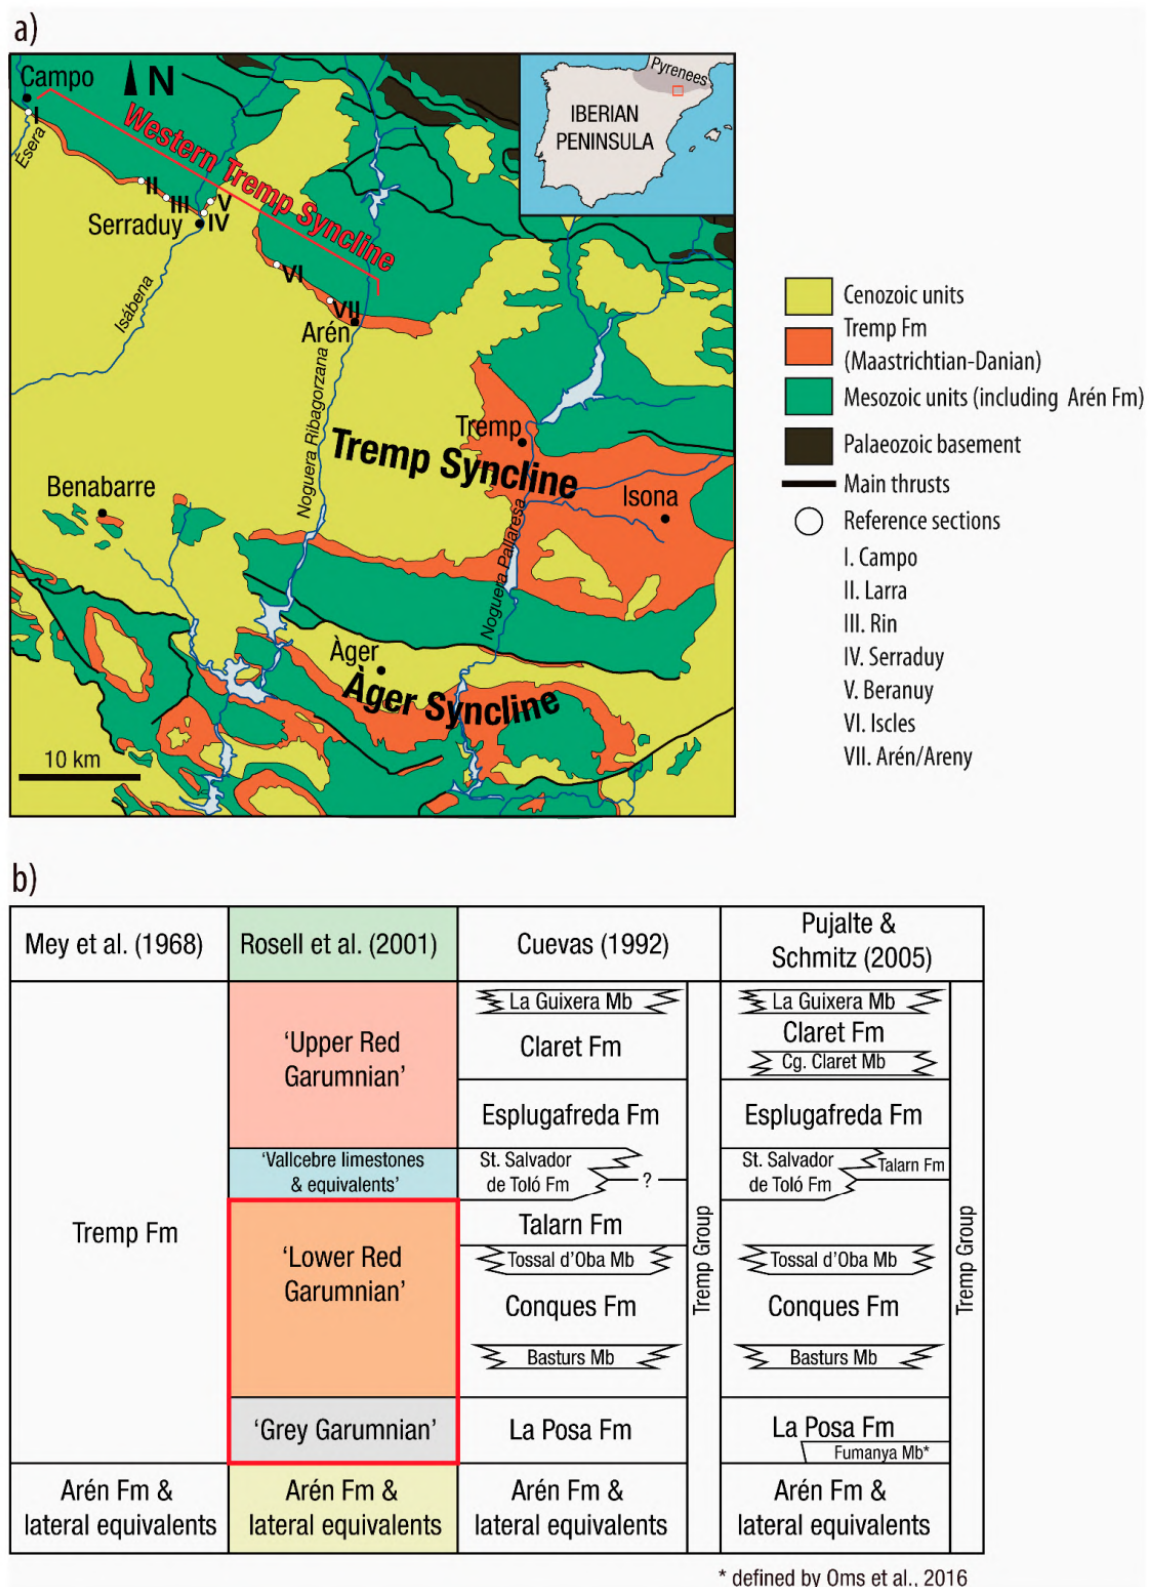 a)
Campo
N
I
Ésera
Western Tremp Syncline
II
III
V
IV
Serraduy
Isábena
VI
VII
Arén
Noguera Ribagorzana
Tremp
Tremp Syncline
Isona
Benabarre
Noguera Pallaresa
Àger
Àger Syncline
10 km
Pyrenees
IBERIAN
PENINSULA
Cenozoic units
Tremp Fm
(Maastrichtian-Danian)
Mesozoic units (including Arén Fm)
Palaeozoic basement
Main thrusts
Reference sections
I. Campo
II. Larra
III. Rin
IV. Serraduy
V. Beranuy
VI. Iscles
VII. Arén/Areny
b)
Mey et al. (1968)
Tremp Fm
Arén Fm &
lateral equivalents
Rosell et al. (2001)
'Upper Red
Garumnian'
'Vallcebre limestones
& equivalents'
'Lower Red
Garumnian'
'Grey Garumnian'
Arén Fm &
lateral equivalents
Cuevas (1992)
La Guixera Mb
Claret Fm
Esplugafreda Fm
St. Salvador
de Toló Fm
?
Talarn Fm
Tossal d'Oba Mb
Conques Fm
Basturs Mb
La Posa Fm
Arén Fm &
lateral equivalents
Tremp Group
Pujalte &
Schmitz (2005)
La Guixera Mb
Claret Fm
Cg. Claret Mb
Esplugafreda Fm
St. Salvador
de Toló Fm
Talarn Fm
Tossal d'Oba Mb
Conques Fm
Basturs Mb
La Posa Fm
Fumanya Mb*
Arén Fm &
lateral equivalents
Tremp Group
* defined by Oms et al., 2016